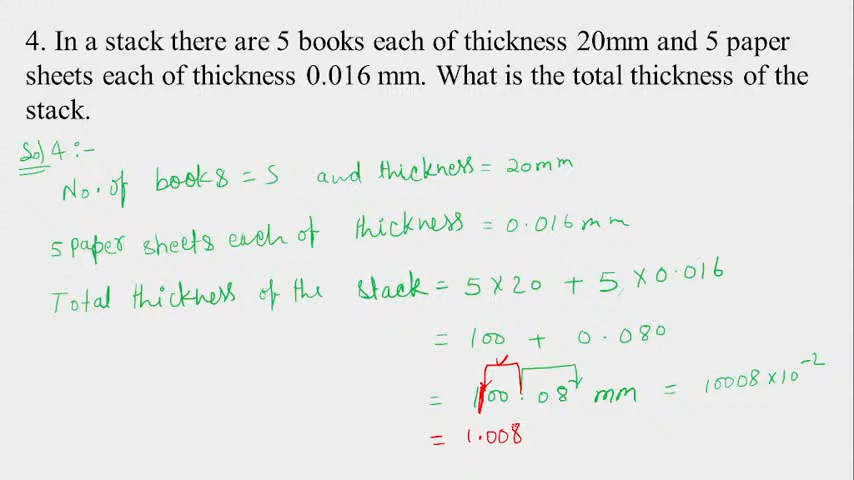 4. In a stack there are 5 books each of thickness 20mm and 5 paper
sheets each of thickness 0.016 mm. What is the total thickness of the
stack.
Sol 4:-
No. of books = 5 and thickness = 20mm
5 paper sheets each of thickness = 0.016 mm
Total thickness of the stack = 5 × 20 + 5 × 0.016
= 100 + 0.080
= 100.08 mm = 10008 × 10⁻²
= 1.008